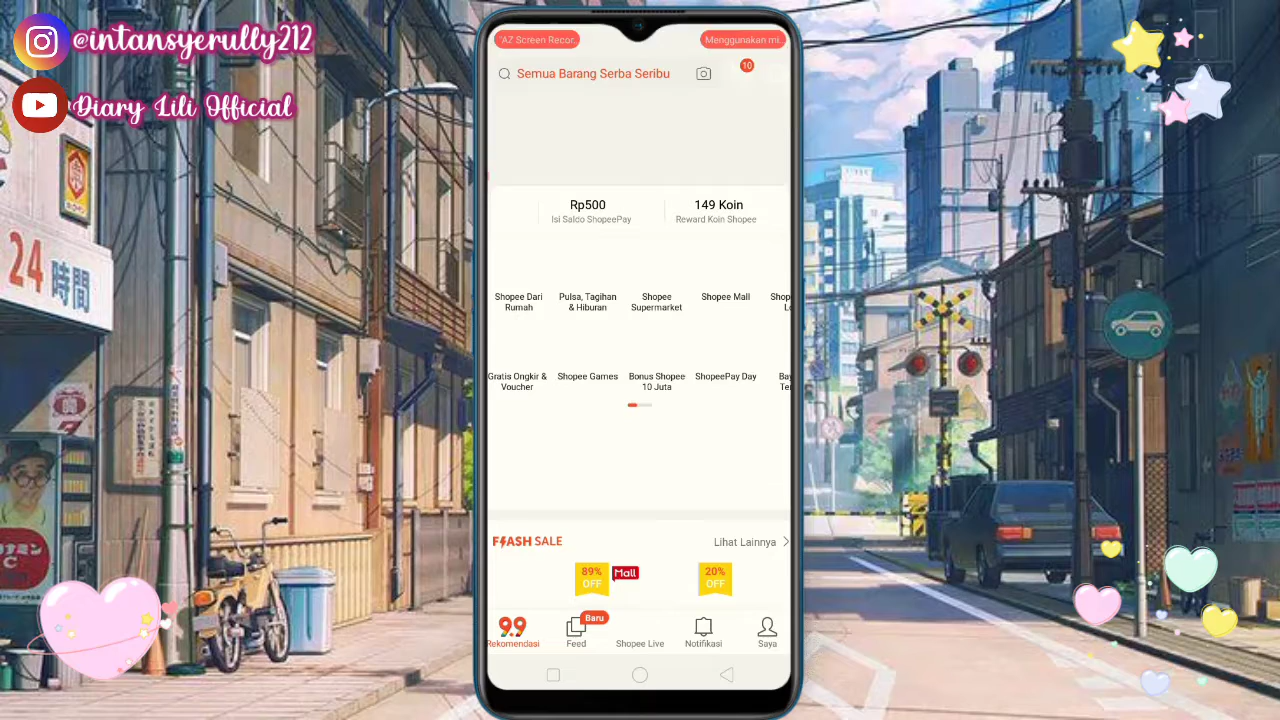 @intansyerully212
Diary Lili Official
AZ Screen Recor.
Menggunakan mi..
Semua Barang Serba Seribu
10
Rp500
Isi Saldo ShopeePay
149 Koin
Reward Koin Shopee
Shopee Dari
Rumah
Pulsa, Tagihan
& Hiburan
Shopee
Supermarket
Shopee Mall
Gratis Ongkir &
Voucher
Shopee Games
Bonus Shopee
10 Juta
ShopeePay Day
FLASH SALE
Lihat Lainnya
89%
OFF
Mall
20%
OFF
9.9
Rekomendasi
Baru
Feed
Shopee Live
Notifikasi
Saya
24時間